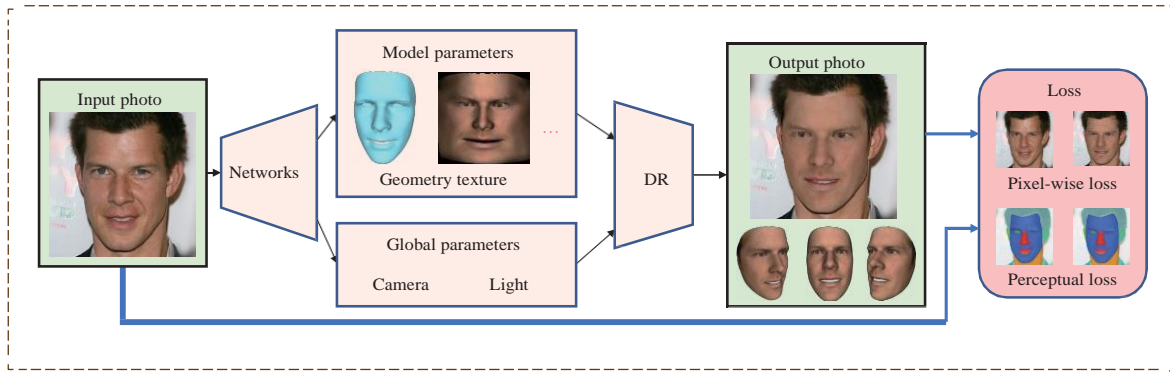 Input photo
Networks
Model parameters
...
Geometry texture
Global parameters
Camera Light
DR
Output photo
Loss
Pixel-wise loss
Perceptual loss